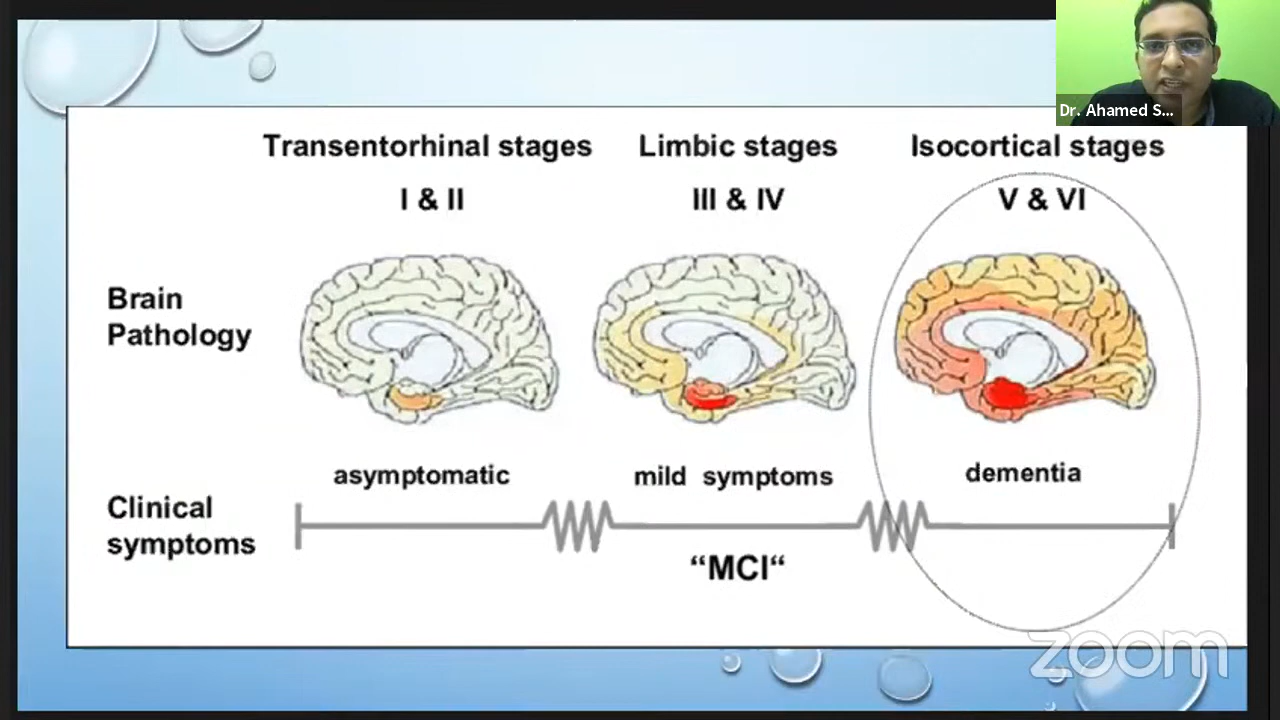 Dr. Ahamed S...
Transentorhinal stages
I & II
Limbic stages
III & IV
Isocortical stages
V & VI
Brain
Pathology
asymptomatic
mild symptoms
dementia
Clinical
symptoms
“MCI“
zoom